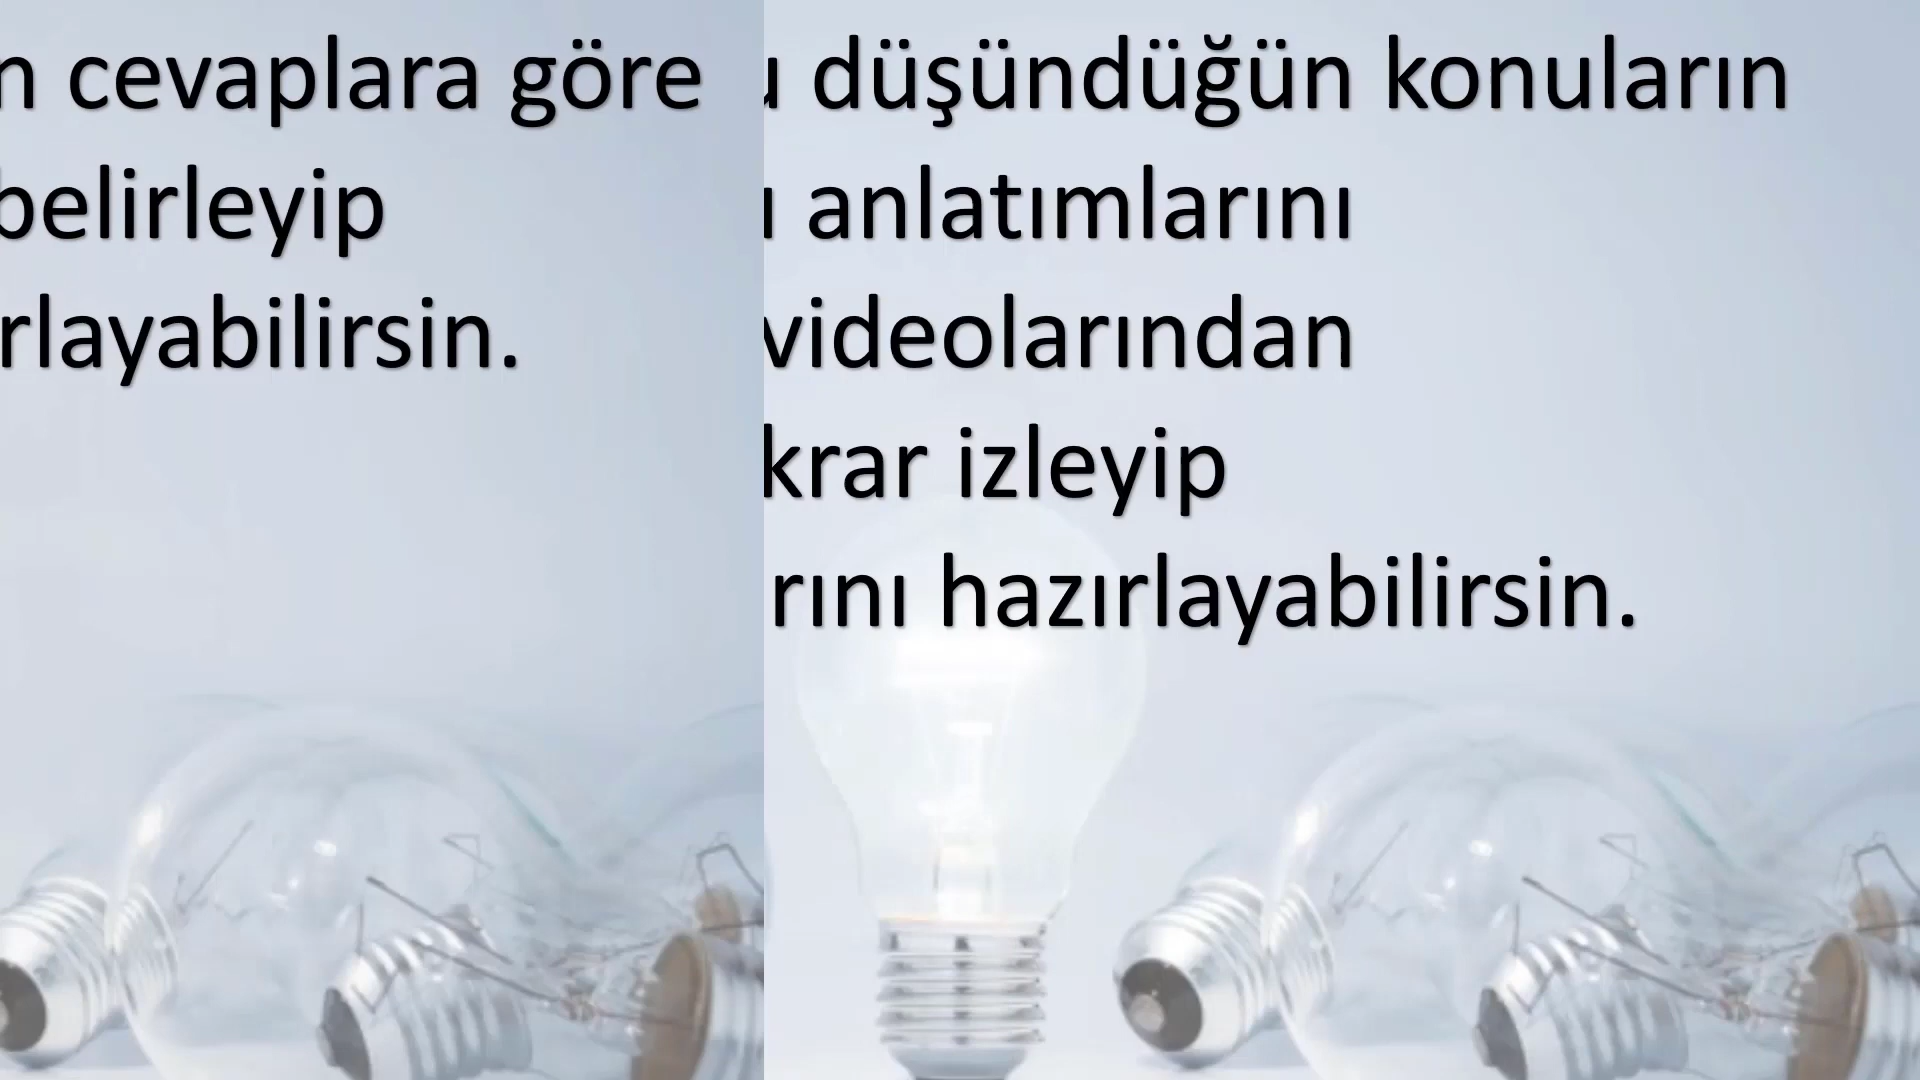 n cevaplara göre
belirleyip
rlayabilirsin.
düşündüğün konuların
anlatımlarını
videolarından
krar izleyip
rını hazırlayabilirsin.